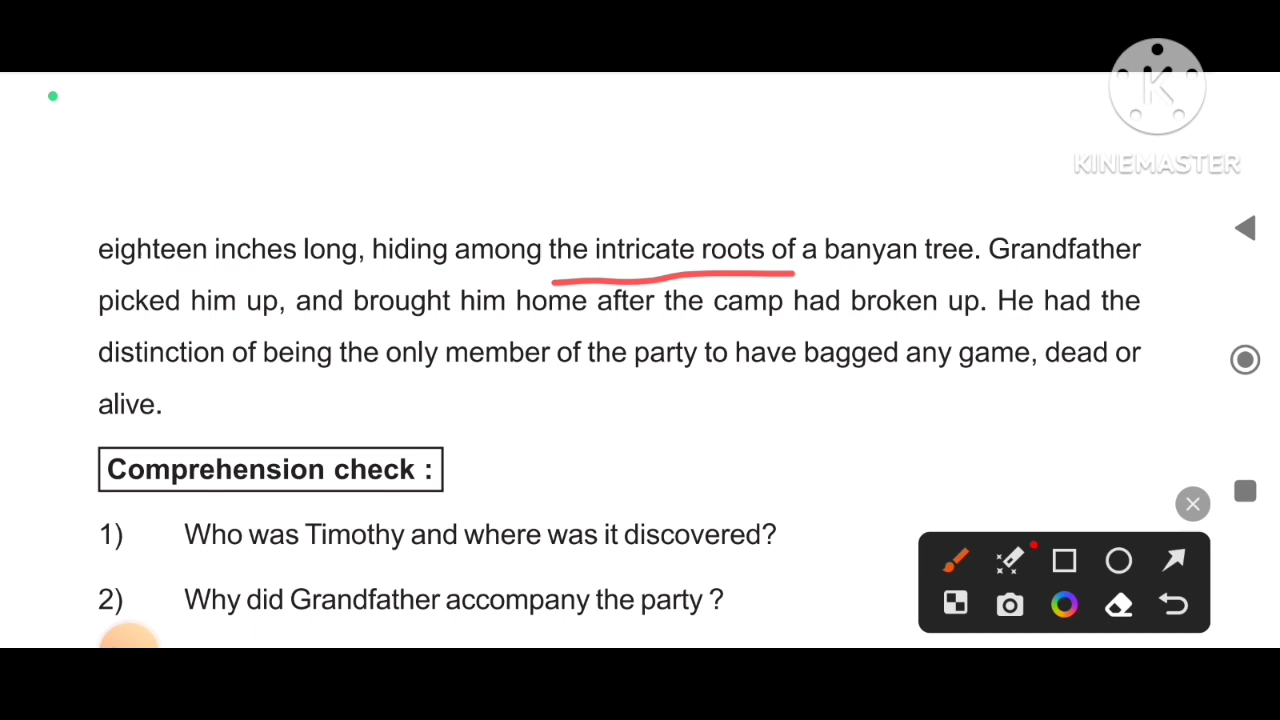 KINEMASTER
eighteen inches long, hiding among the intricate roots of a banyan tree. Grandfather
picked him up, and brought him home after the camp had broken up. He had the
distinction of being the only member of the party to have bagged any game, dead or
alive.
Comprehension check :
1) Who was Timothy and where was it discovered?
2) Why did Grandfather accompany the party ?